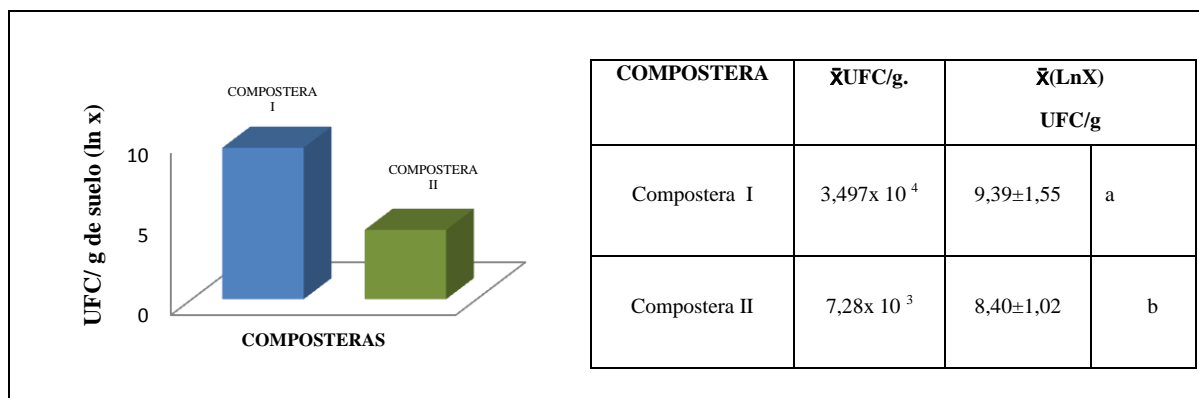 COMPOSTERA
I
COMPOSTERA
II
10
5
0
UFC/ g de suelo (ln x)
COMPOSTERAS
COMPOSTERA x̄UFC/g. x̄(LnX)
UFC/g
Compostera I 3,497x 10 ⁴ 9,39±1,55 a
Compostera II 7,28x 10 ³ 8,40±1,02 b